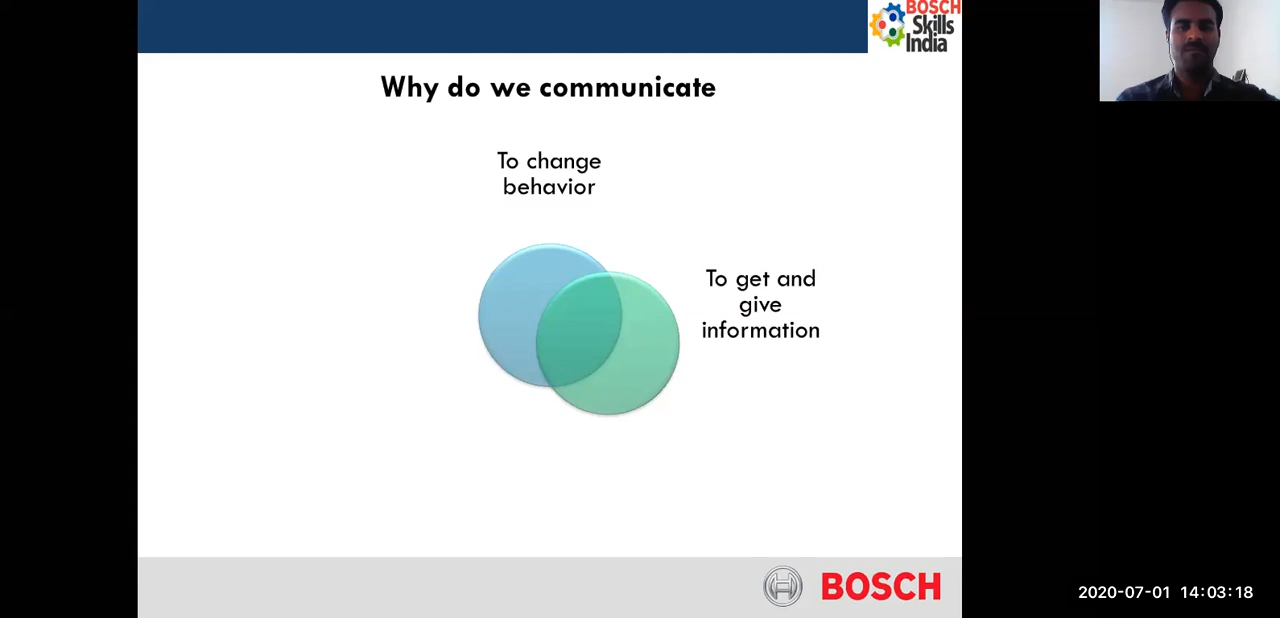 BOSCH
Skills
India
Why do we communicate
To change
behavior
To get and
give
information
BOSCH
2020-07-01 14:03:18